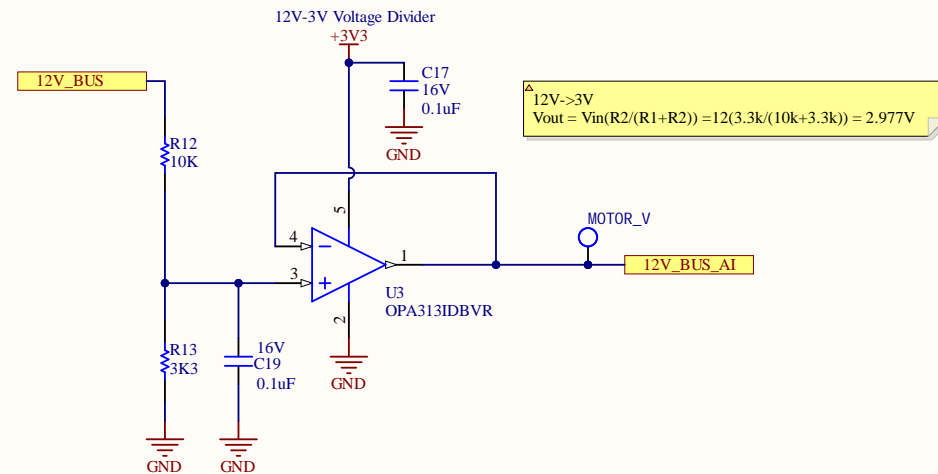 12V-3V Voltage Divider
+3V3
12V_BUS
C17
16V
0.1uF
GND
12V->3V
Vout = Vin(R2/(R1+R2)) =12(3.3k/(10k+3.3k)) = 2.977V
R12
10K
5
4
3
1
2
MOTOR_V
12V_BUS_AI
U3
OPA313IDBVR
GND
R13
3K3
16V
C19
0.1uF
GND
GND